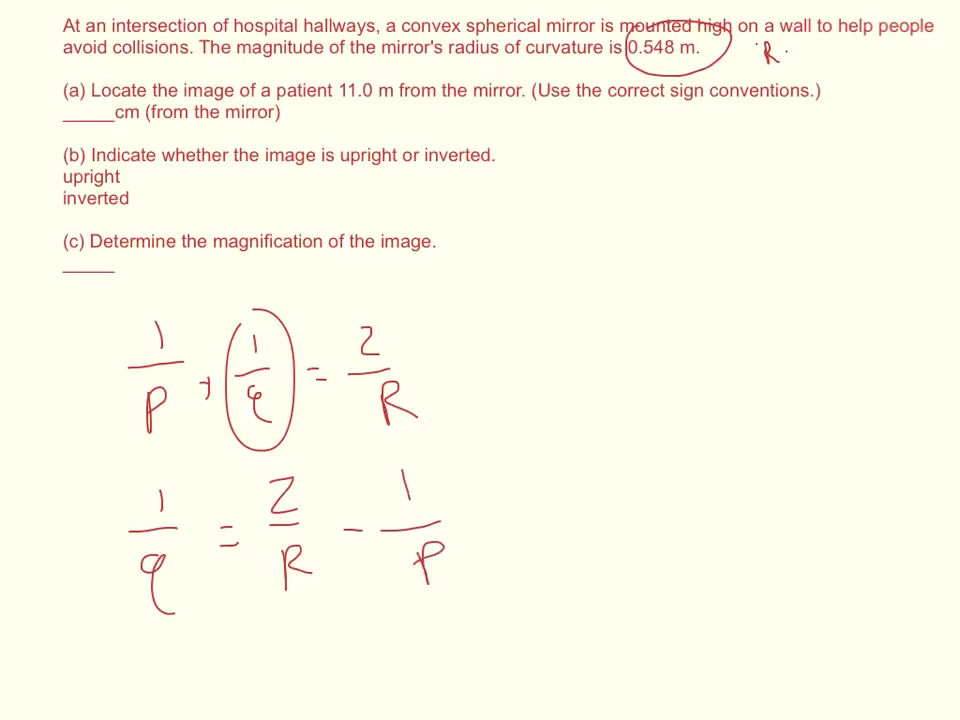 At an intersection of hospital hallways, a convex spherical mirror is mounted high on a wall to help people
avoid collisions. The magnitude of the mirror's radius of curvature is 0.548 m. R
(a) Locate the image of a patient 11.0 m from the mirror. (Use the correct sign conventions.)
_____cm (from the mirror)
(b) Indicate whether the image is upright or inverted.
upright
inverted
(c) Determine the magnification of the image.
_____
1/P + 1/q = 2/R
1/q = 2/R - 1/P